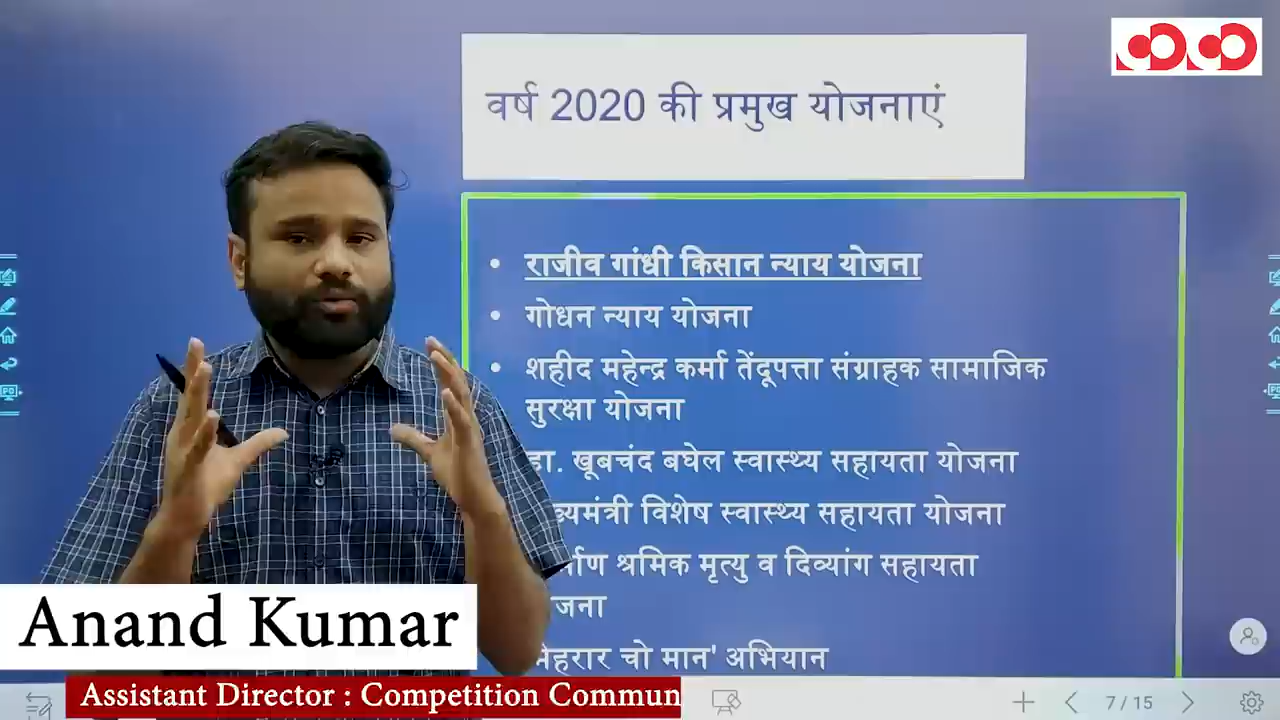 वर्ष 2020 की प्रमुख योजनाएं
• राजीव गांधी किसान न्याय योजना
• गोधन न्याय योजना
• शहीद महेन्द्र कर्मा तेंदूपत्ता संग्राहक सामाजिक
सुरक्षा योजना
डा. खूबचंद बघेल स्वास्थ्य सहायता योजना
विशेष स्वास्थ्य सहायता योजना
श्रमिक मृत्यु व दिव्यांग सहायता
चो मान' अभियान
Anand Kumar
Assistant Director : Competition Commun
7 / 15